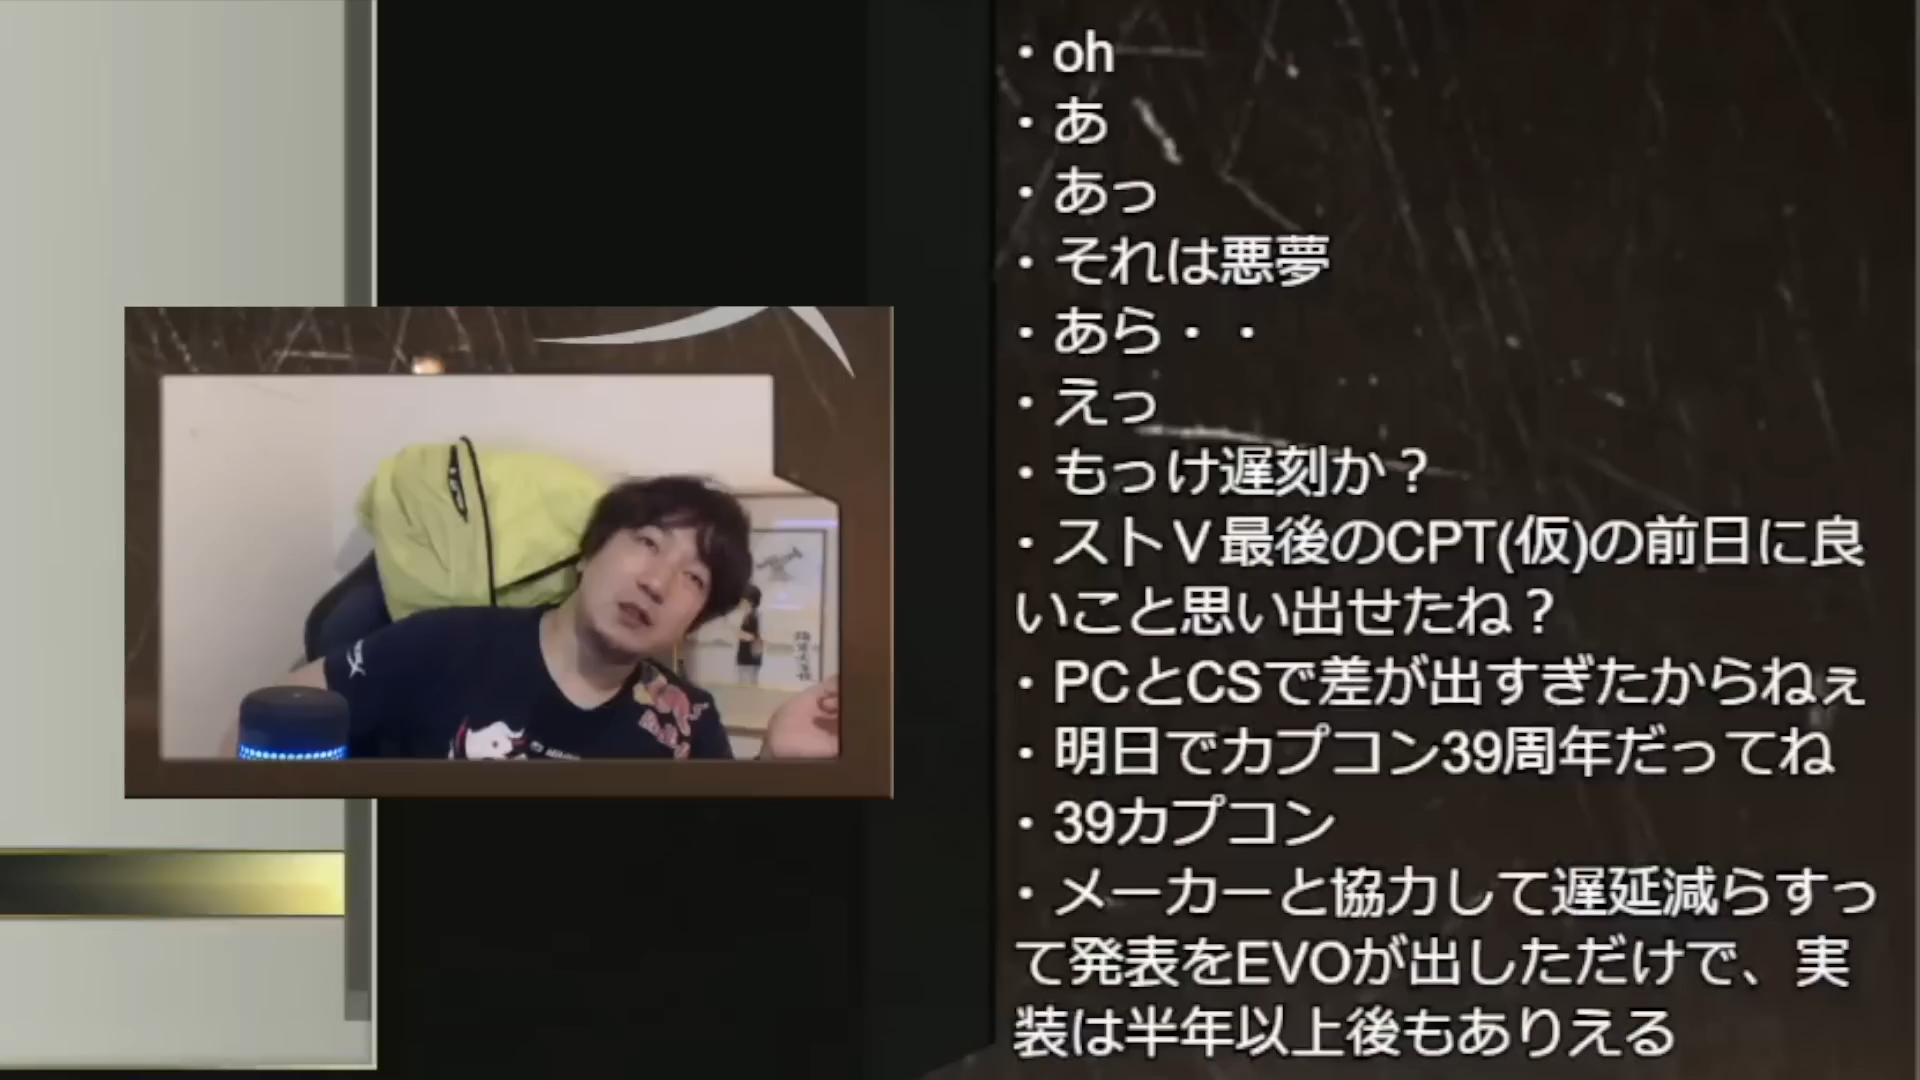 ・oh
・あ
・あっ
・それは悪夢
・あら・・
・えっ
・もっけ遅刻か？
・ストV最後のCPT(仮)の前日に良
いこと思い出せたね？
・PCとCSで差が出すぎたからねぇ
・明日でカプコン39周年だってね
・39カプコン
・メーカーと協力して遅延減らすっ
て発表をEVOが出しただけで、実
装は半年以上後もありえる